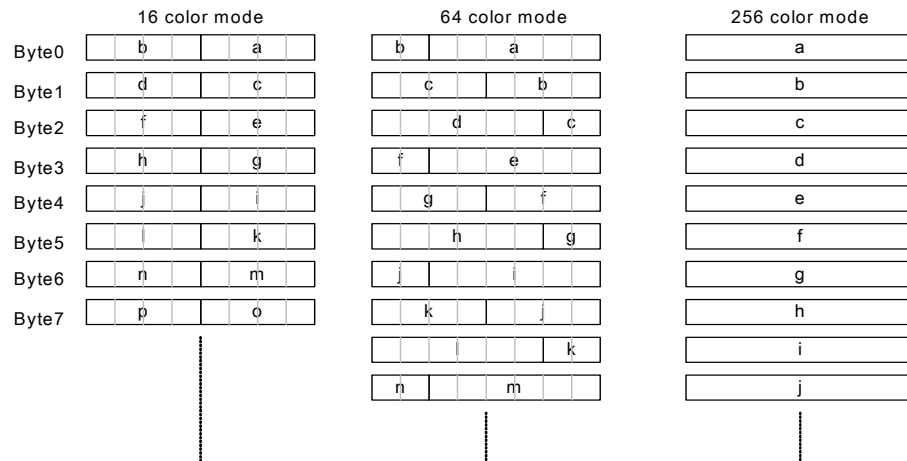 16 color mode 64 color mode 256 color mode
Byte0 b a b a a
Byte1 d c c b b
Byte2 f e d c c
Byte3 h g f e d
Byte4 j i g f e
Byte5 l k h g f
Byte6 n m j i g
Byte7 p o k j h
l k i
n m j